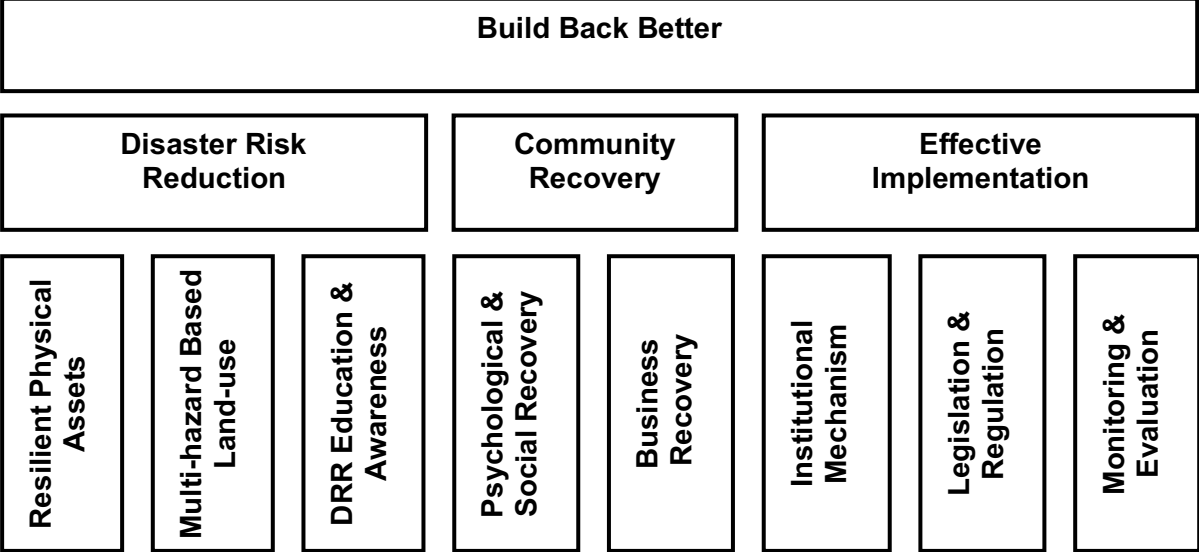 Build Back Better
Disaster Risk
Reduction
Community
Recovery
Effective
Implementation
Resilient Physical
Assets
Multi-hazard Based
Land-use
DRR Education &
Awareness
Psychological &
Social Recovery
Business
Recovery
Institutional
Mechanism
Legislation &
Regulation
Monitoring &
Evaluation